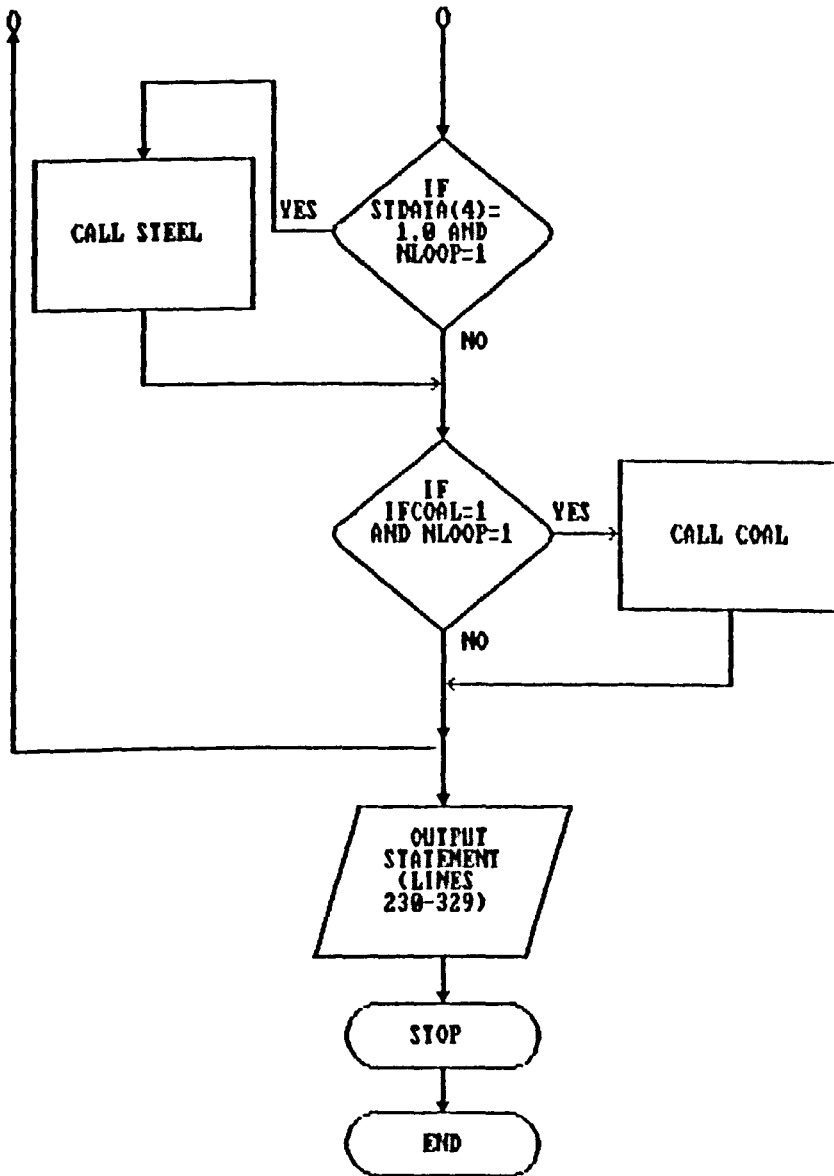 IF
STDATA(4)=
1.0 AND
NLOOP=1
YES
CALL STEEL
NO
IF
IFCOAL=1
AND NLOOP=1
YES
CALL COAL
NO
OUTPUT
STATEMENT
(LINES
230-329)
STOP
END